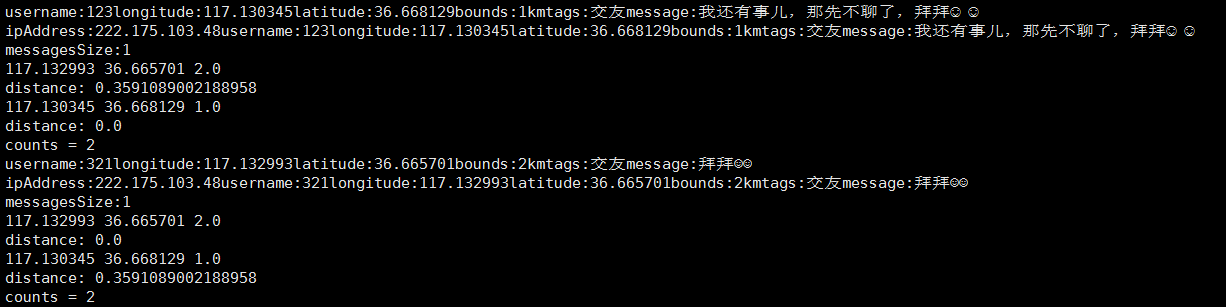 username:123longitude:117.130345latitude:36.668129bounds:1kmtags:交友message:我还有事儿，那先不聊了，拜拜☺ ☺
ipAddress:222.175.103.48username:123longitude:117.130345latitude:36.668129bounds:1kmtags:交友message:我还有事儿，那先不聊了，拜拜☺ ☺
messagesSize:1
117.132993 36.665701 2.0
distance: 0.3591089002188958
117.130345 36.668129 1.0
distance: 0.0
counts = 2
username:321longitude:117.132993latitude:36.665701bounds:2kmtags:交友message:拜拜☺☺
ipAddress:222.175.103.48username:321longitude:117.132993latitude:36.665701bounds:2kmtags:交友message:拜拜☺☺
messagesSize:1
117.132993 36.665701 2.0
distance: 0.0
117.130345 36.668129 1.0
distance: 0.3591089002188958
counts = 2